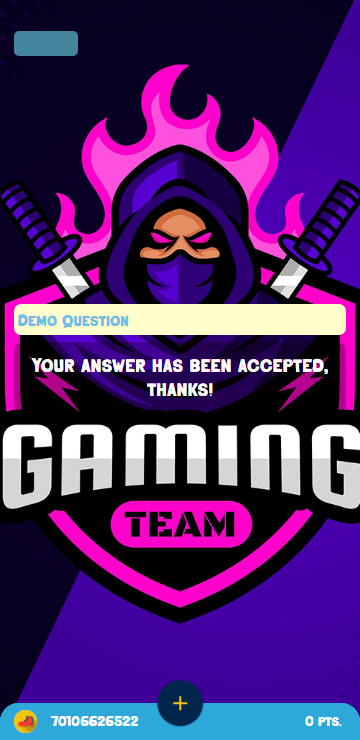 Demo Question
Your answer has been accepted,
thanks!
GAMING
TEAM
70106626522
0 pts.